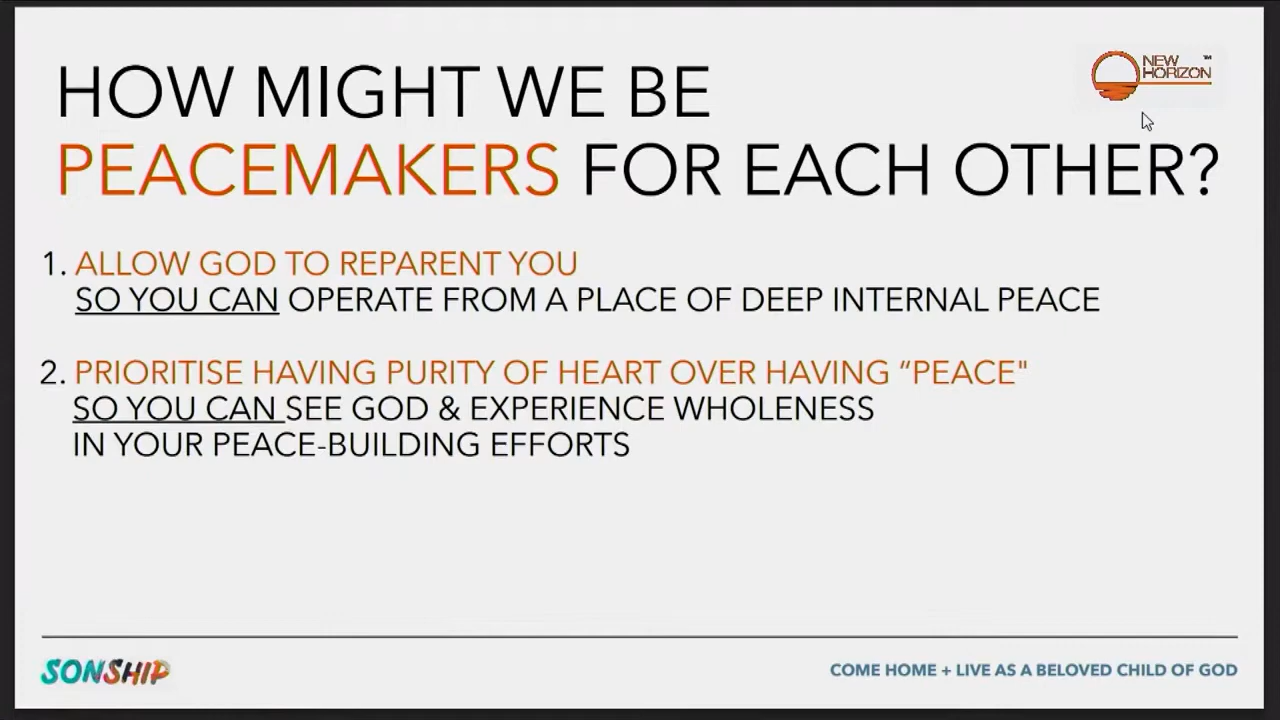 HOW MIGHT WE BE
NEW
HORIZON™
PEACEMAKERS FOR EACH OTHER?
1. ALLOW GOD TO REPARENT YOU
SO YOU CAN OPERATE FROM A PLACE OF DEEP INTERNAL PEACE
2. PRIORITISE HAVING PURITY OF HEART OVER HAVING “PEACE"
SO YOU CAN SEE GOD & EXPERIENCE WHOLENESS
IN YOUR PEACE-BUILDING EFFORTS
SONSHIP
COME HOME + LIVE AS A BELOVED CHILD OF GOD